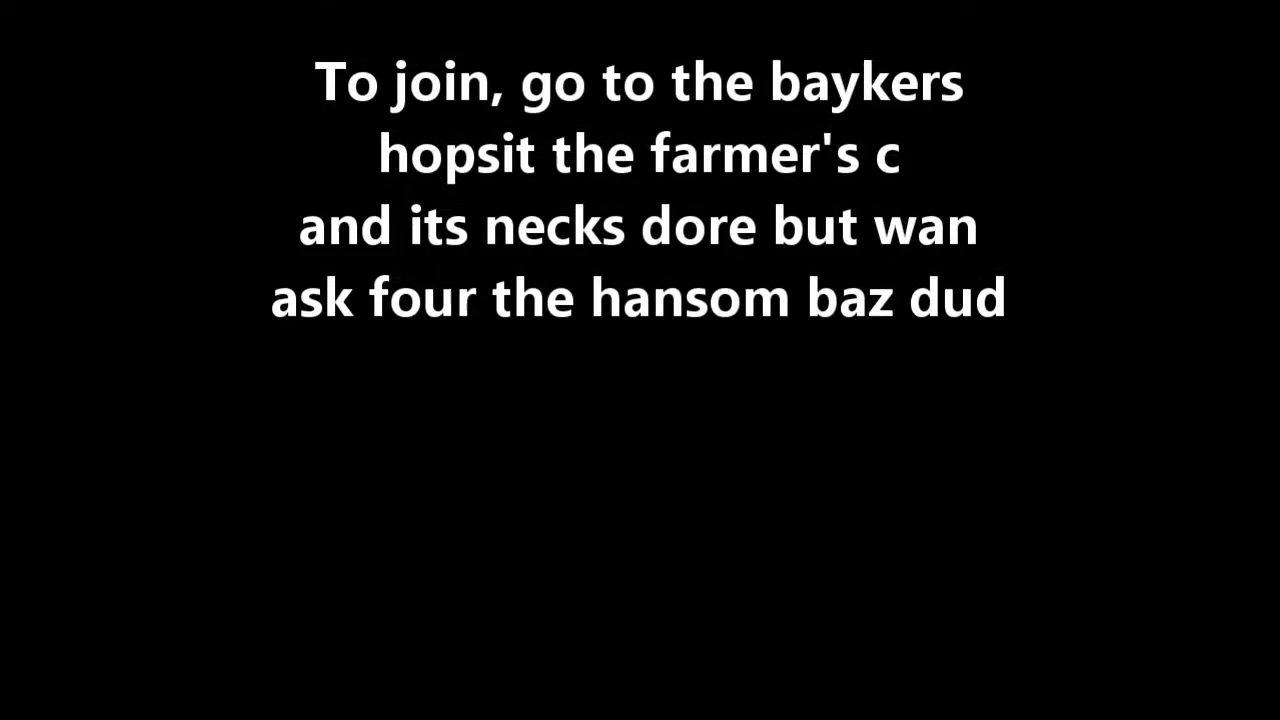 To join, go to the baykers
hopsit the farmer's c
and its necks dore but wan
ask four the hansom baz dud